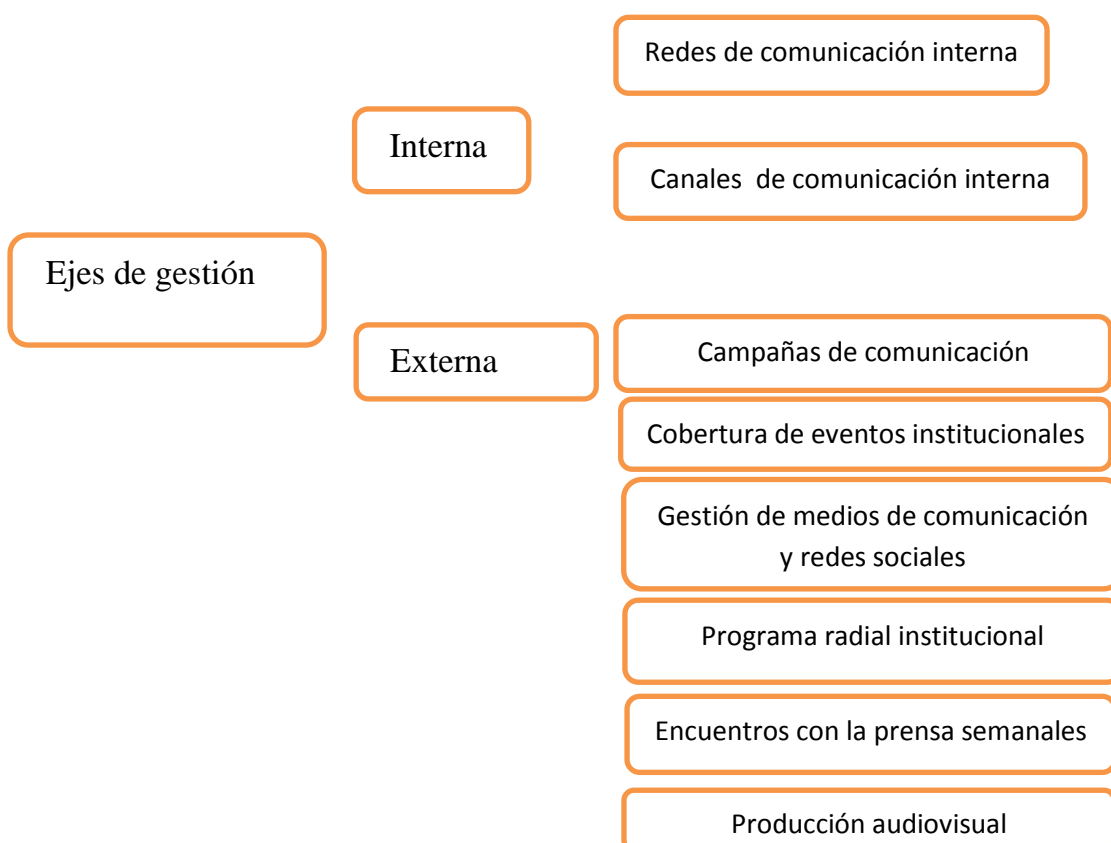 Ejes de gestión
Interna
Redes de comunicación interna
Canales  de comunicación interna
Externa
Campañas de comunicación
Cobertura de eventos institucionales
Gestión de medios de comunicación
y redes sociales
Programa radial institucional
Encuentros con la prensa semanales
Producción audiovisual